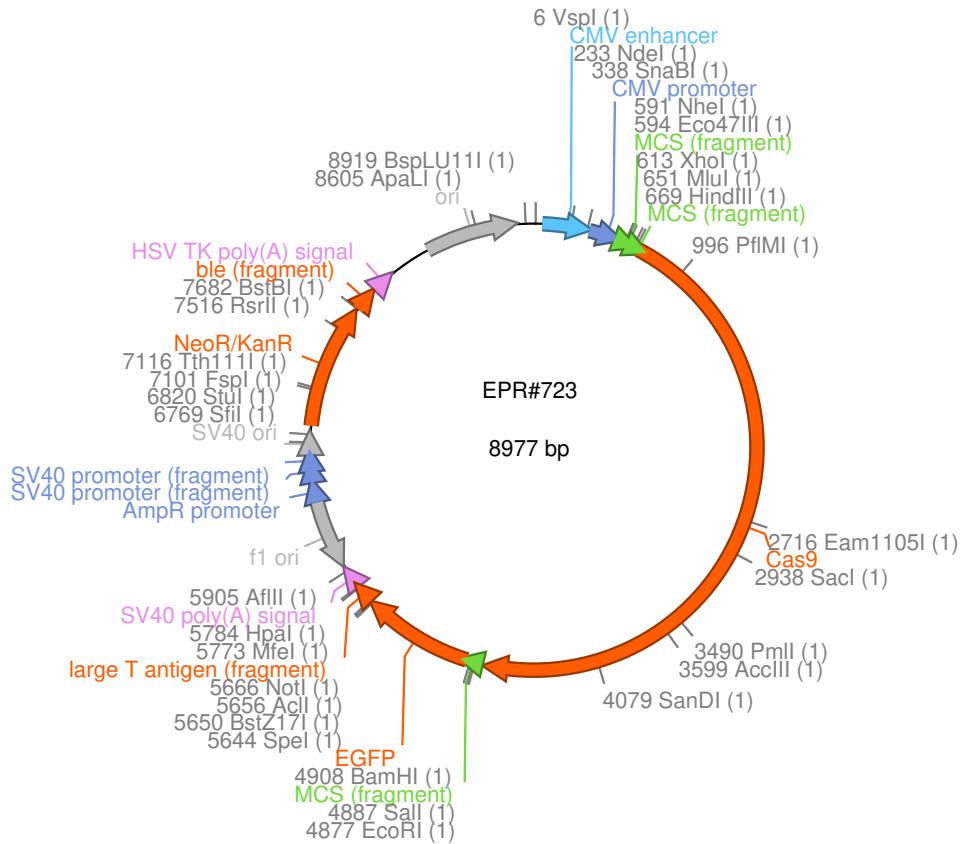 6 VspI (1)
CMV enhancer
233 NdeI (1)
338 SnaBI (1)
CMV promoter
591 NheI (1)
594 Eco47III (1)
MCS (fragment)
613 XhoI (1)
651 MluI (1)
669 HindIII (1)
MCS (fragment)
996 PflMI (1)
8919 BspLU11I (1)
8605 ApaLI (1)
ori
HSV TK poly(A) signal
ble (fragment)
7682 BstBI (1)
7516 RsrII (1)
NeoR/KanR
7116 Tth111I (1)
7101 FspI (1)
6820 StuI (1)
6769 SfiI (1)
SV40 ori
SV40 promoter (fragment)
SV40 promoter (fragment)
AmpR promoter
f1 ori
EPR#723
8977 bp
2716 Eam1105I (1)
Cas9
2938 SacI (1)
3490 PmlI (1)
3599 AccIII (1)
4079 SanDI (1)
5905 AflII (1)
SV40 poly(A) signal
5784 HpaI (1)
5773 MfeI (1)
large T antigen (fragment)
5666 NotI (1)
5656 AclI (1)
5650 BstZ17I (1)
5644 SpeI (1)
EGFP
4908 BamHI (1)
MCS (fragment)
4887 SalI (1)
4877 EcoRI (1)